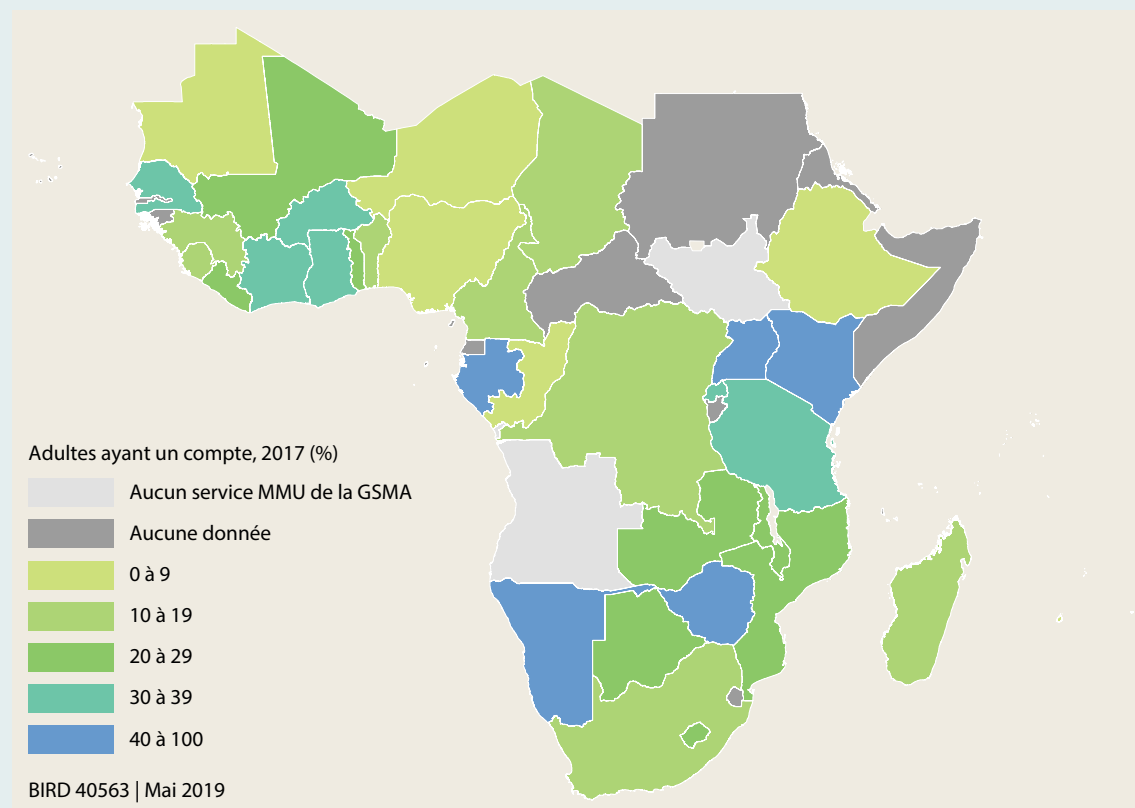 Adultes ayant un compte, 2017 (%)
Aucun service MMU de la GSMA
Aucune donnée
0 à 9
10 à 19
20 à 29
30 à 39
40 à 100
BIRD 40563 | Mai 2019